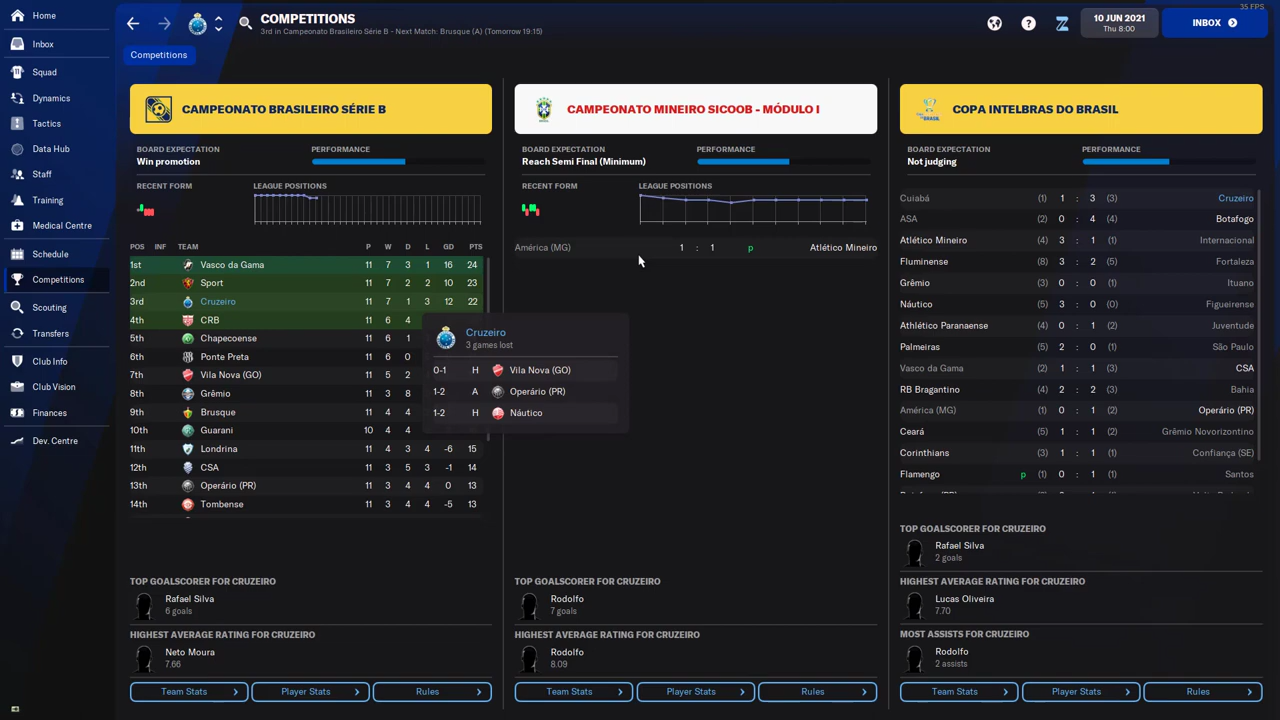 35 FPS
Home
Inbox
Squad
Dynamics
Tactics
Data Hub
Staff
Training
Medical Centre
Schedule
Competitions
Scouting
Transfers
Club Info
Club Vision
Finances
Dev. Centre
COMPETITIONS
3rd in Campeonato Brasileiro Série B - Next Match: Brusque (A) (Tomorrow 19:15)
?
10 JUN 2021
Thu 8:00
INBOX
Competitions
CAMPEONATO BRASILEIRO SÉRIE B
BOARD EXPECTATION PERFORMANCE
Win promotion
RECENT FORM LEAGUE POSITIONS
POS INF TEAM P W D L GD PTS
1st Vasco da Gama 11 7 3 1 16 24
2nd Sport 11 7 2 2 10 23
3rd Cruzeiro 11 7 1 3 12 22
4th CRB 11 6 4
5th Chapecoense 11 6 1
6th Ponte Preta 11 6 0
7th Vila Nova (GO) 11 5 2
8th Grêmio 11 3 8
9th Brusque 11 4 4
10th Guarani 10 4 4
11th Londrina 11 4 3 4 -6 15
12th CSA 11 3 5 3 -1 14
13th Operário (PR) 11 3 4 4 0 13
14th Tombense 11 3 4 4 -5 13
Cruzeiro
3 games lost
0-1 H Vila Nova (GO)
1-2 A Operário (PR)
1-2 H Náutico
TOP GOALSCORER FOR CRUZEIRO
Rafael Silva
6 goals
HIGHEST AVERAGE RATING FOR CRUZEIRO
Neto Moura
7.66
Team Stats Player Stats Rules
CAMPEONATO MINEIRO SICOOB - MÓDULO I
BOARD EXPECTATION PERFORMANCE
Reach Semi Final (Minimum)
RECENT FORM LEAGUE POSITIONS
América (MG) 1 : 1 p Atlético Mineiro
TOP GOALSCORER FOR CRUZEIRO
Rodolfo
7 goals
HIGHEST AVERAGE RATING FOR CRUZEIRO
Rodolfo
8.09
Team Stats Player Stats Rules
COPA INTELBRAS DO BRASIL
BOARD EXPECTATION PERFORMANCE
Not judging
Cuiabá (1) 1 : 3 (3) Cruzeiro
ASA (2) 0 : 4 (4) Botafogo
Atlético Mineiro (4) 3 : 1 (1) Internacional
Fluminense (8) 3 : 2 (5) Fortaleza
Grêmio (3) 3 : 0 (0) Ituano
Náutico (5) 3 : 0 (0) Figueirense
Athlético Paranaense (4) 0 : 1 (2) Juventude
Palmeiras (5) 2 : 0 (1) São Paulo
Vasco da Gama (2) 1 : 1 (3) CSA
RB Bragantino (4) 2 : 2 (3) Bahia
América (MG) (1) 0 : 1 (2) Operário (PR)
Ceará (5) 1 : 1 (2) Grêmio Novorizontino
Corinthians (3) 1 : 1 (1) Confiança (SE)
Flamengo p (1) 0 : 1 (1) Santos
TOP GOALSCORER FOR CRUZEIRO
Rafael Silva
2 goals
HIGHEST AVERAGE RATING FOR CRUZEIRO
Lucas Oliveira
7.70
MOST ASSISTS FOR CRUZEIRO
Rodolfo
2 assists
Team Stats Player Stats Rules